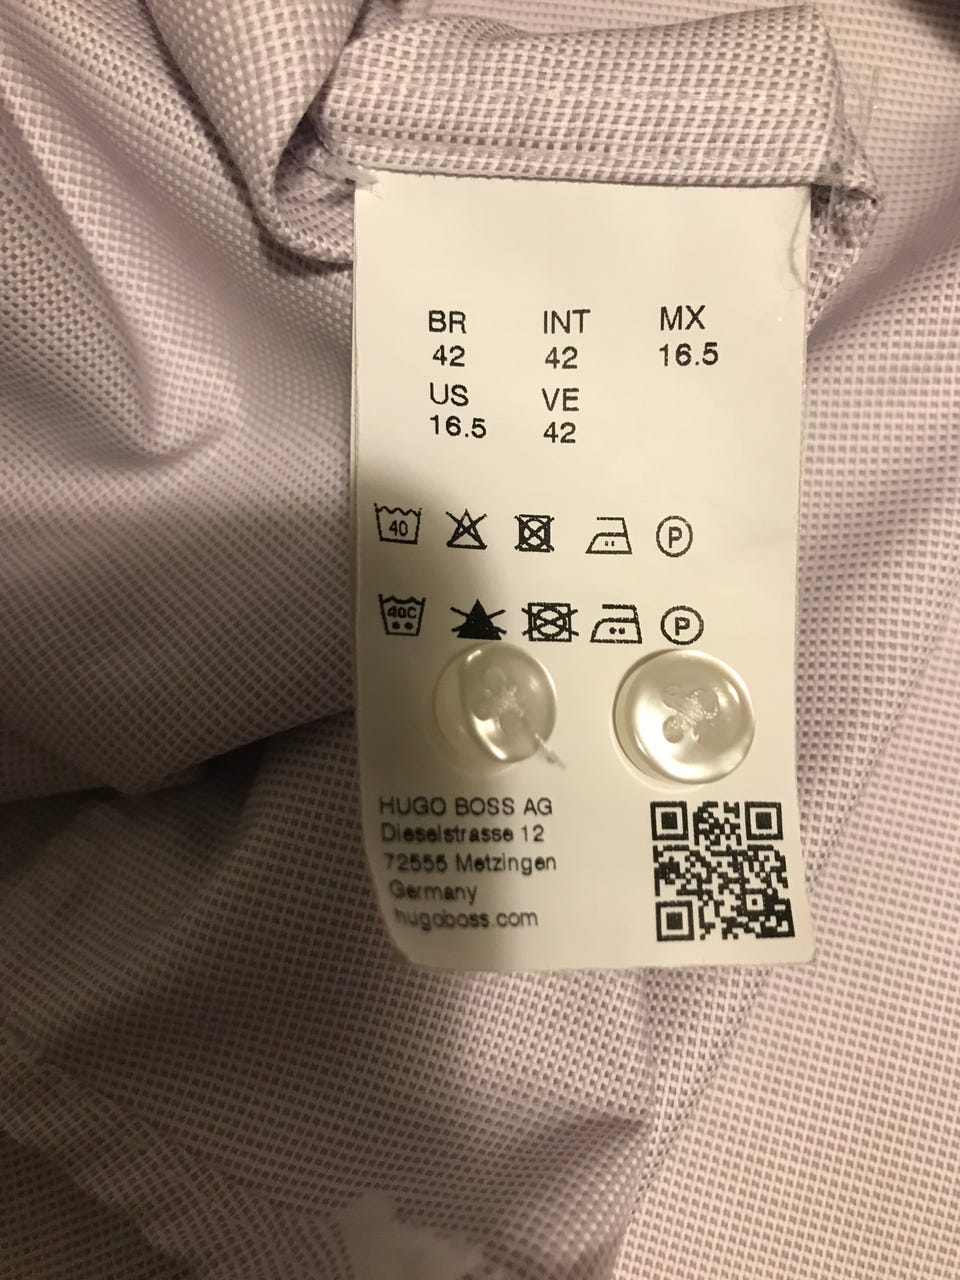 BR INT MX
42 42 16.5
US VE
16.5 42
40 P
40C P
HUGO BOSS AG
Dieselstrasse 12
72555 Metzingen
Germany
hugoboss.com